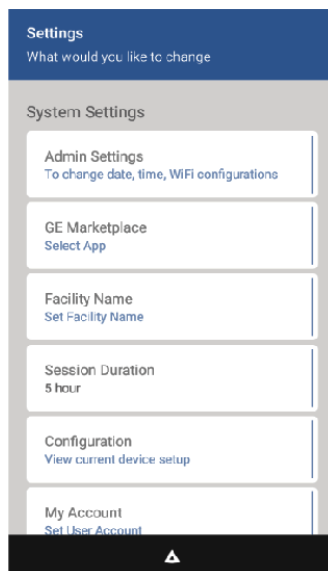 Settings
What would you like to change
System Settings
Admin Settings
To change date, time, WiFi configurations
GE Marketplace
Select App
Facility Name
Set Facility Name
Session Duration
5 hour
Configuration
View current device setup
My Account
Set User Account